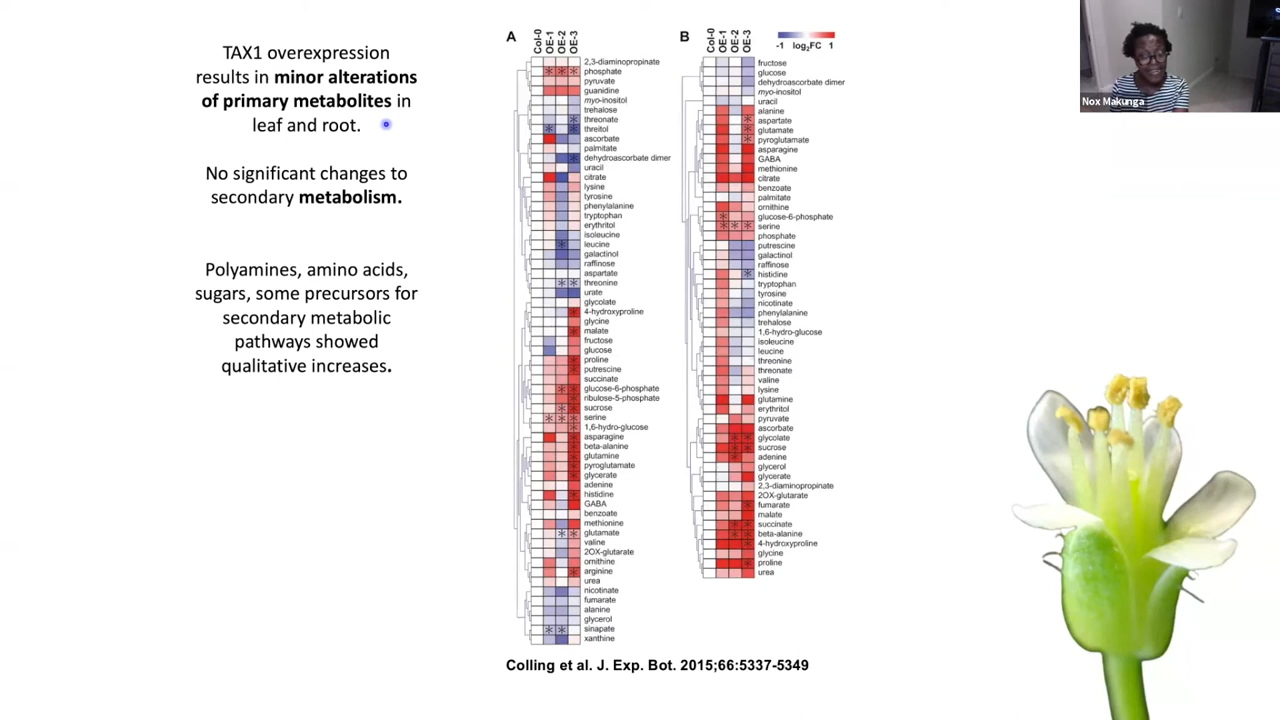 TAX1 overexpression
results in minor alterations
of primary metabolites in
leaf and root.
No significant changes to
secondary metabolism.
Polyamines, amino acids,
sugars, some precursors for
secondary metabolic
pathways showed
qualitative increases.
A
Col-0
OE-1
OE-2
OE-3
2,3-diaminopropinate
phosphate
pyruvate
guanidine
myo-inositol
trehalose
threonate
threitol
ascorbate
palmitate
dehydroascorbate dimer
uracil
citrate
lysine
tyrosine
phenylalanine
tryptophan
erythritol
isoleucine
leucine
galactinol
raffinose
aspartate
threonine
urate
glycolate
4-hydroxyproline
glycine
malate
fructose
glucose
proline
putrescine
succinate
glucose-6-phosphate
ribulose-5-phosphate
sucrose
serine
1,6-hydro-glucose
asparagine
beta-alanine
glutamine
pyroglutamate
glycerate
adenine
histidine
GABA
benzoate
methionine
glutamate
valine
2OX-glutarate
ornithine
arginine
urea
nicotinate
fumarate
alanine
glycerol
sinapate
xanthine
B
Col-0
OE-1
OE-2
OE-3
-1 log2FC 1
fructose
glucose
dehydroascorbate dimer
myo-inositol
uracil
alanine
aspartate
glutamate
pyroglutamate
asparagine
GABA
methionine
citrate
benzoate
palmitate
ornithine
glucose-6-phosphate
serine
phosphate
putrescine
galactinol
raffinose
histidine
tryptophan
tyrosine
nicotinate
phenylalanine
trehalose
1,6-hydro-glucose
isoleucine
leucine
threonine
threonate
valine
lysine
glutamine
erythritol
pyruvate
ascorbate
glycolate
sucrose
adenine
glycerol
glycerate
2,3-diaminopropinate
2OX-glutarate
fumarate
malate
succinate
beta-alanine
4-hydroxyproline
glycine
proline
urea
Colling et al. J. Exp. Bot. 2015;66:5337-5349
Nox Makunga